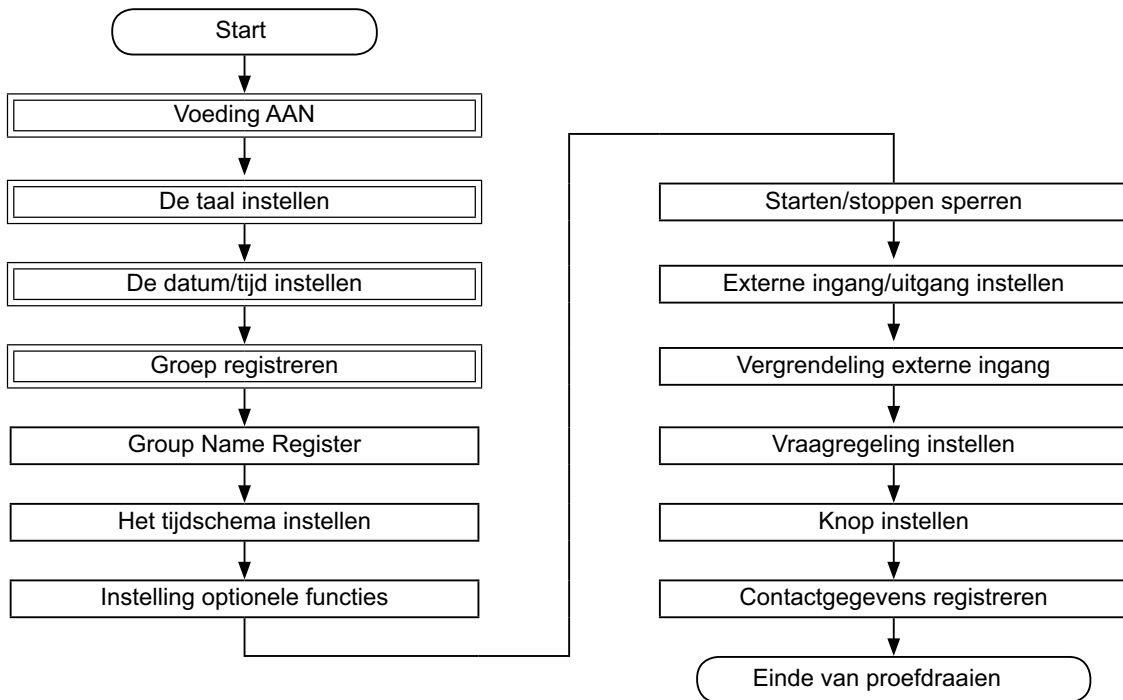 Start
Voeding AAN
De taal instellen
De datum/tijd instellen
Groep registreren
Group Name Register
Het tijdschema instellen
Instelling optionele functies
Starten/stoppen sperren
Externe ingang/uitgang instellen
Vergrendeling externe ingang
Vraagregeling instellen
Knop instellen
Contactgegevens registreren
Einde van proefdraaien